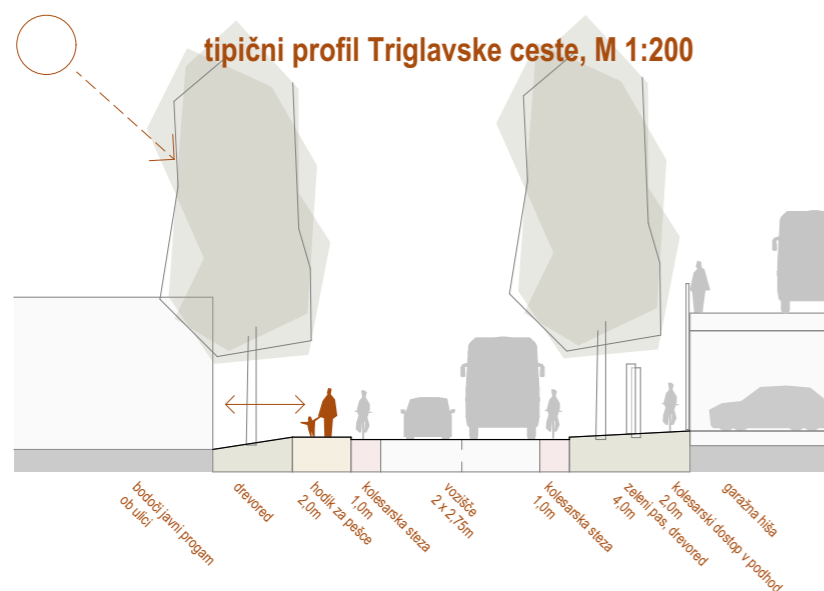 tipični profil Triglavske ceste, M 1:200
bodoči javni progam
ob ulici
drevored
hodik za pešce
2,0m
kolesarska steza
1,0m
vozišče
2 x 2,75m
kolesarska steza
1,0m
zeleni pas, drevored
4,0m
kolesarski dostop v podhod
2,0m
garažna hiša